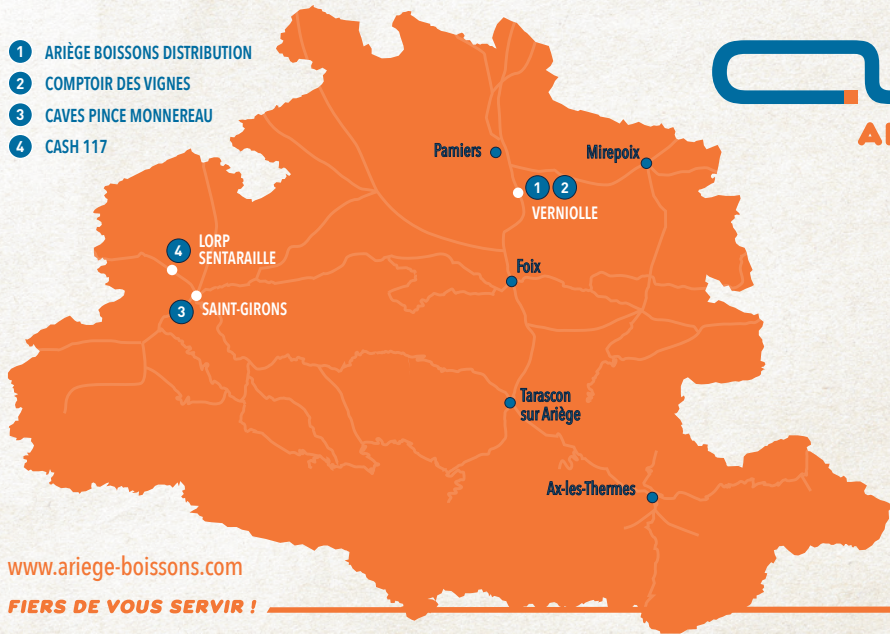 1 ARIÈGE BOISSONS DISTRIBUTION
2 COMPTOIR DES VIGNES
3 CAVES PINCE MONNEREAU
4 CASH 117
Pamiers
Mirepoix
1 2
VERNIOLLE
4 LORP
SENTARAILLE
Foix
3 SAINT-GIRONS
Tarascon
sur Ariège
Ax-les-Thermes
www.ariege-boissons.com
FIERS DE VOUS SERVIR !